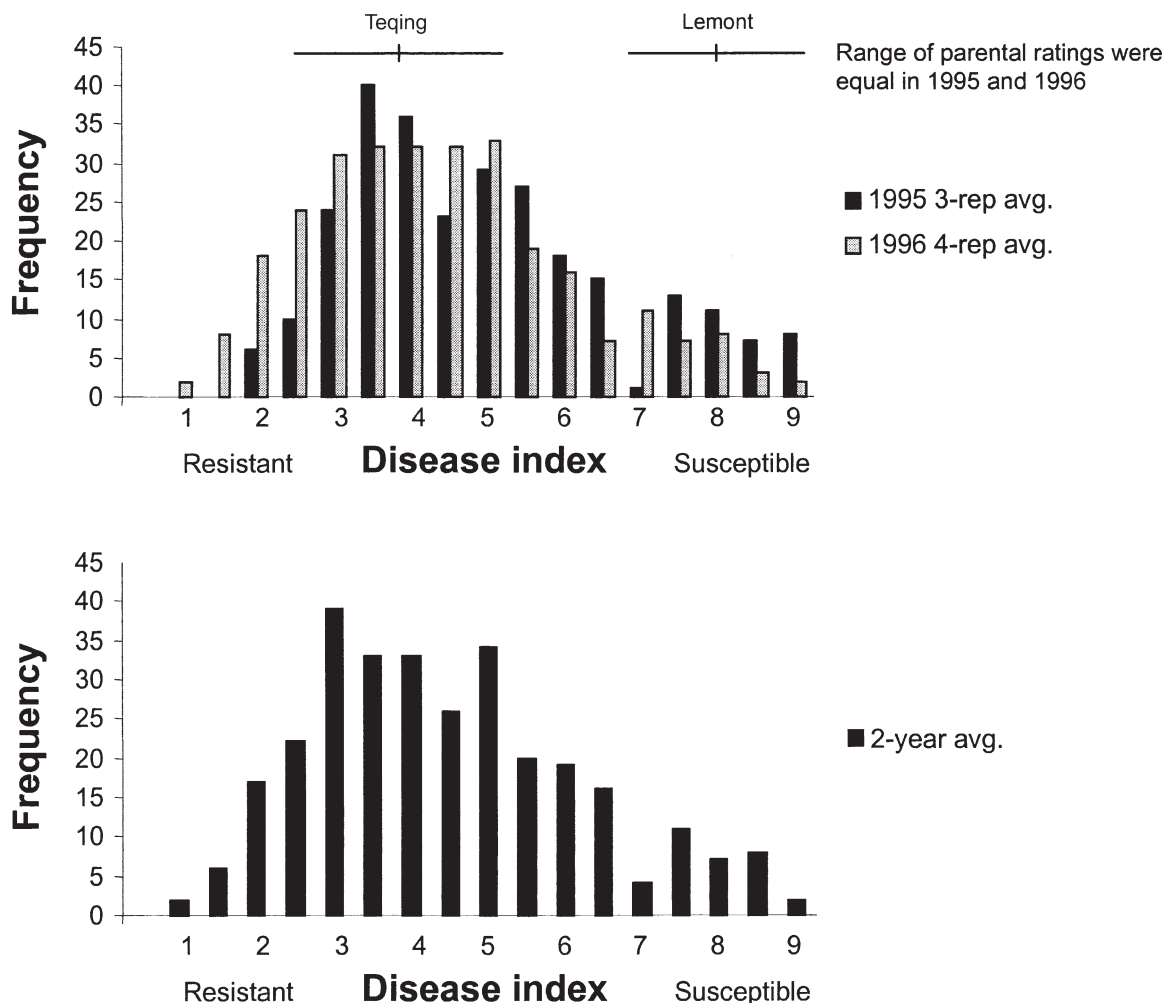 Teqing
Lemont
Range of parental ratings were
equal in 1995 and 1996
45
40
35
30
25
20
15
10
5
0
Frequency
1995 3-rep avg.
1996 4-rep avg.
1 2 3 4 5 6 7 8 9
Resistant Disease index Susceptible
45
40
35
30
25
20
15
10
5
0
Frequency
2-year avg.
1 2 3 4 5 6 7 8 9
Resistant Disease index Susceptible